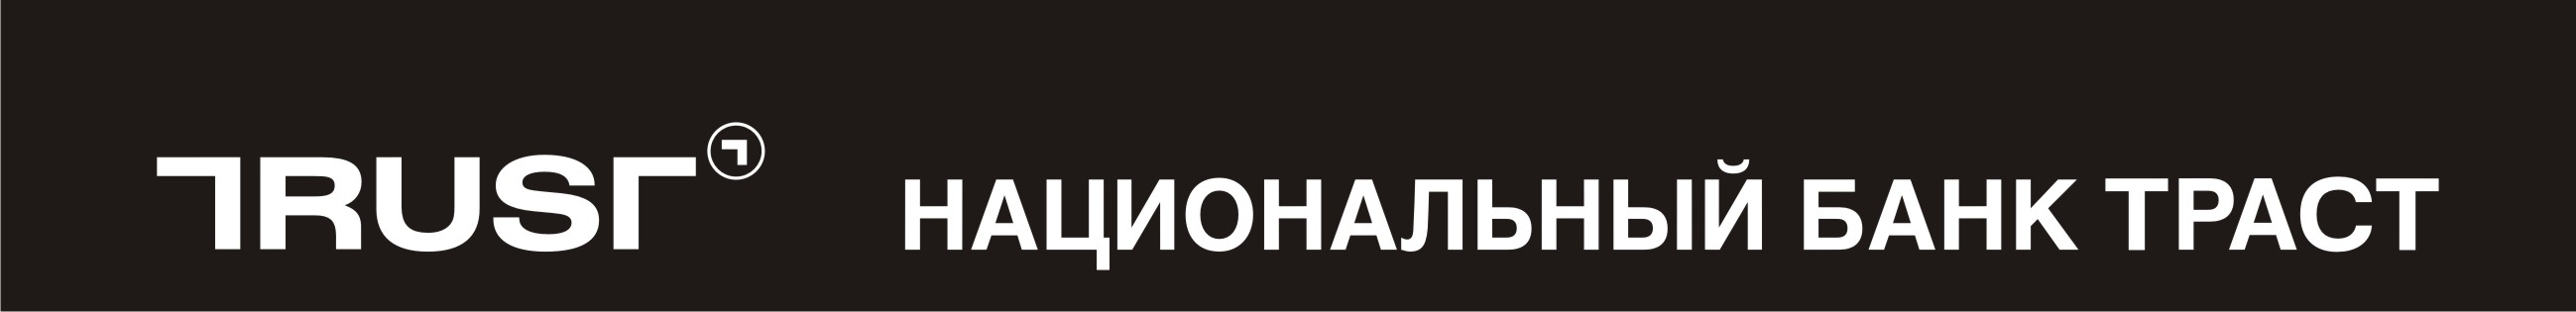 TRUST НАЦИОНАЛЬНЫЙ БАНК ТРАСТ